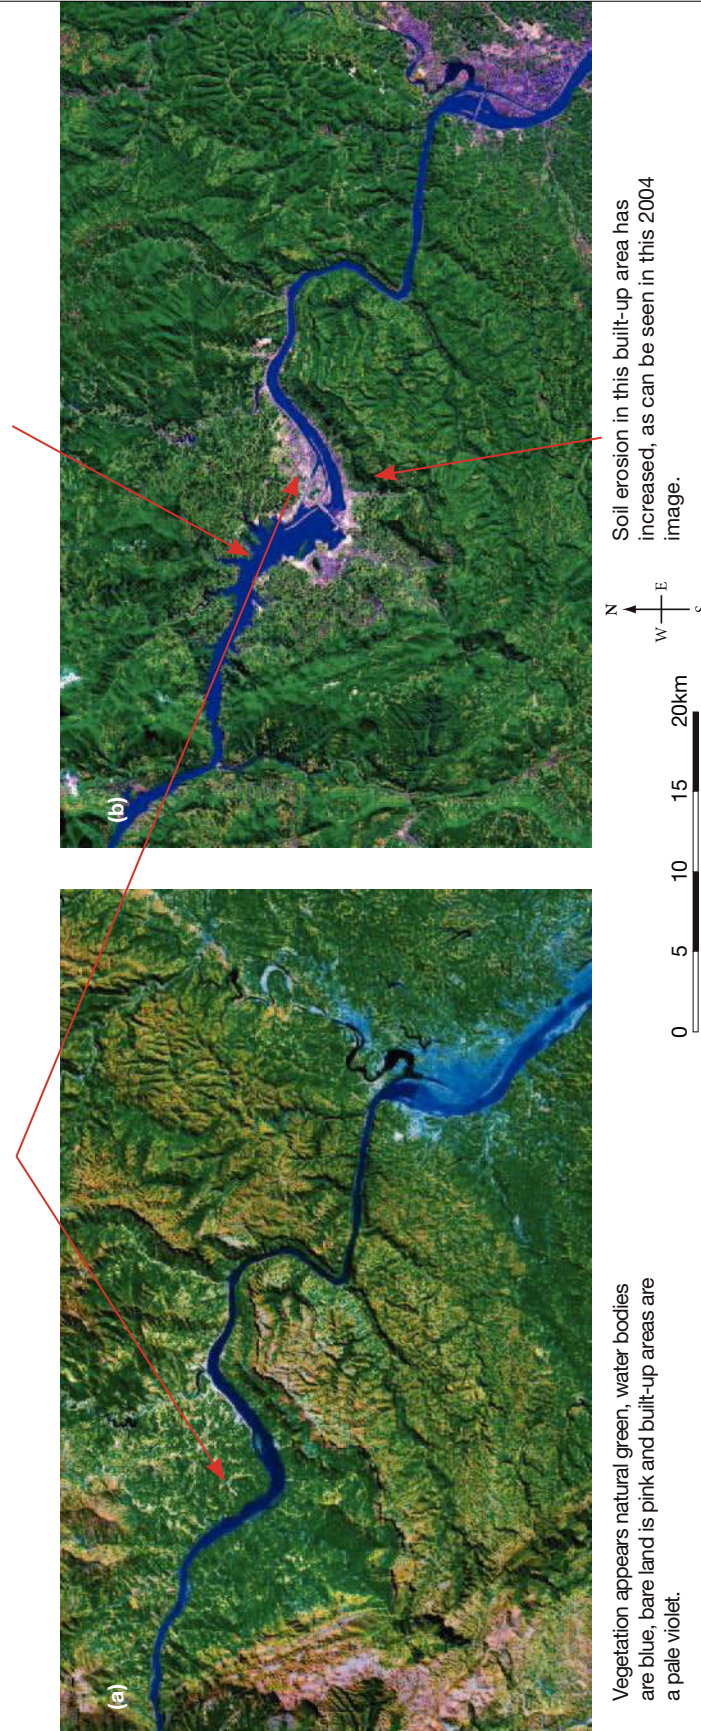 (a)
(b)
Vegetation appears natural green, water bodies
are blue, bare land is pink and built-up areas are
a pale violet.
0 5 10 15 20km
N
W E
S
Soil erosion in this built-up area has
increased, as can be seen in this 2004
image.